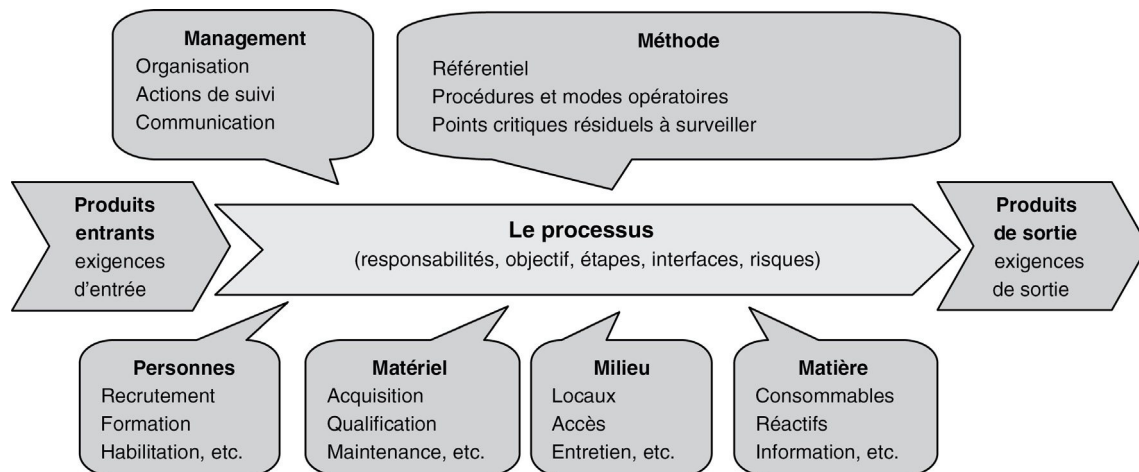 Management
Organisation
Actions de suivi
Communication
Méthode
Référentiel
Procédures et modes opératoires
Points critiques résiduels à surveiller
Produits
entrants
exigences
d'entrée
Le processus
(responsabilités, objectif, étapes, interfaces, risques)
Produits
de sortie
exigences
de sortie
Personnes
Recrutement
Formation
Habilitation, etc.
Matériel
Acquisition
Qualification
Maintenance, etc.
Milieu
Locaux
Accès
Entretien, etc.
Matière
Consommables
Réactifs
Information, etc.